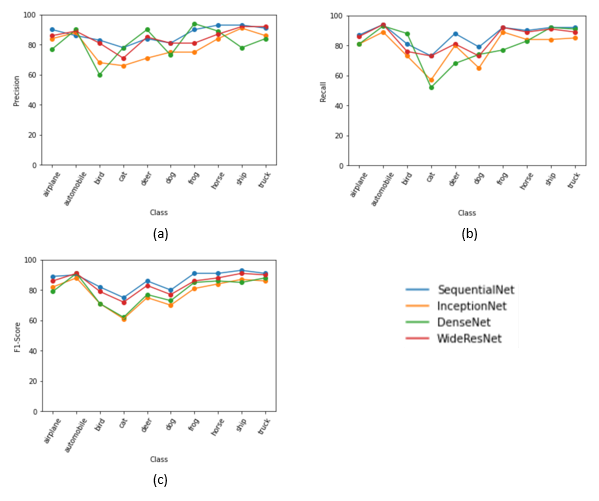 100
80
60
40
20
0
Precision
airplane
automobile
bird
cat
deer
dog
frog
horse
ship
truck
Class
(a)
100
80
60
40
20
0
Recall
airplane
automobile
bird
cat
deer
dog
frog
horse
ship
truck
Class
(b)
100
80
60
40
20
0
F1-Score
airplane
automobile
bird
cat
deer
dog
frog
horse
ship
truck
Class
(c)
SequentialNet
InceptionNet
DenseNet
WideResNet